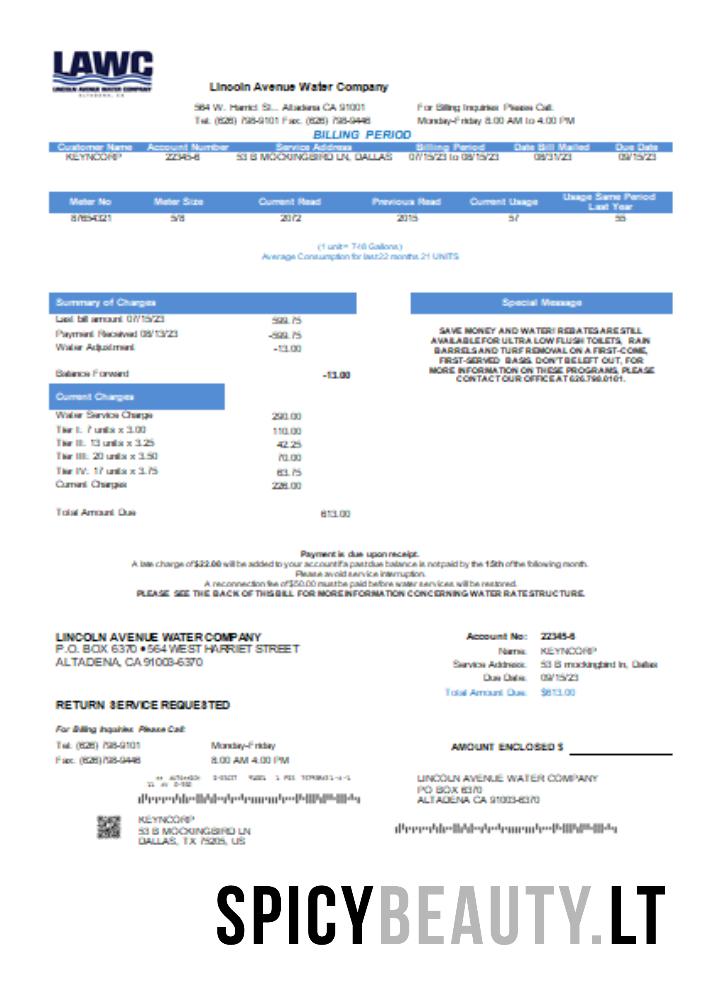 LAWC
LINCOLN AVENUE WATER COMPANY
ALTADENA, CA
Lincoln Avenue Water Company
564 W. Harrict St... Altadena CA 91001
For Billing Inquiries Please Call.
Tel. (626) 798-9101 Fax. (626) 798-9446
Monday-Friday 8.00 AM to 4.00 PM
BILLING PERIOD
Customer Name Account Number Service Address Billing Period Date Bill Mailed Due Date
KEYNCORP 22345-6 53 B MOCKINGBIRD LN, DALLAS 07/15/23 to 08/15/23 08/31/23 09/15/23
Meter No Meter Size Current Read Previous Read Current Usage Usage Same Period Last Year
87654321 5/8 2072 2015 57 55
(1 unit = 748 Gallons)
Average Consumption for last 22 months 21 UNITS
Summary of Charges
Special Message
Last bill amount 07/15/23 599.75
Payment Received 08/13/23 -599.75
Water Adjustment -13.00
Balance Forward -13.00
SAVE MONEY AND WATER! REBATES ARE STILL
AVAILABLE FOR ULTRA LOW FLUSH TOILETS, RAIN
BARRELS AND TURF REMOVAL ON A FIRST-COME,
FIRST-SERVED BASIS. DON'T BE LEFT OUT, FOR
MORE INFORMATION ON THESE PROGRAMS, PLEASE
CONTACT OUR OFFICE AT 626.798.9101.
Current Charges
Water Service Charge 290.00
Tier I: 7 units x 3.00 110.00
Tier II: 13 units x 3.25 42.25
Tier III: 20 units x 3.50 70.00
Tier IV: 17 units x 3.75 63.75
Current Charges 226.00
Total Amount Due 613.00
Payment is due upon receipt.
A late charge of $22.00 will be added to your account if a past due balance is not paid by the 15th of the following month.
Please avoid service interruption.
A reconnection fee of $50.00 must be paid before water services will be restored.
PLEASE SEE THE BACK OF THIS BILL FOR MORE INFORMATION CONCERNING WATER RATE STRUCTURE.
LINCOLN AVENUE WATER COMPANY
P.O. BOX 6370 • 564 WEST HARRIET STREET
ALTADENA, CA 91003-6370
Account No: 22345-6
Name: KEYNCORP
Service Address: 53 B mockingbird ln, Dallas
Due Date: 09/15/23
Total Amount Due: $613.00
RETURN SERVICE REQUESTED
For Billing Inquiries Please Call:
Tel. (626) 798-9101 Monday-Friday
Fax. (626)798-9446 8.00 AM 4.00 PM
AMOUNT ENCLOSED $
LINCOLN AVENUE WATER COMPANY
PO BOX 6370
ALTADENA CA 91003-6370
KEYNCORP
53 B MOCKINGBIRD LN
DALLAS, TX 75205, US
SPICYBEAUTY.LT